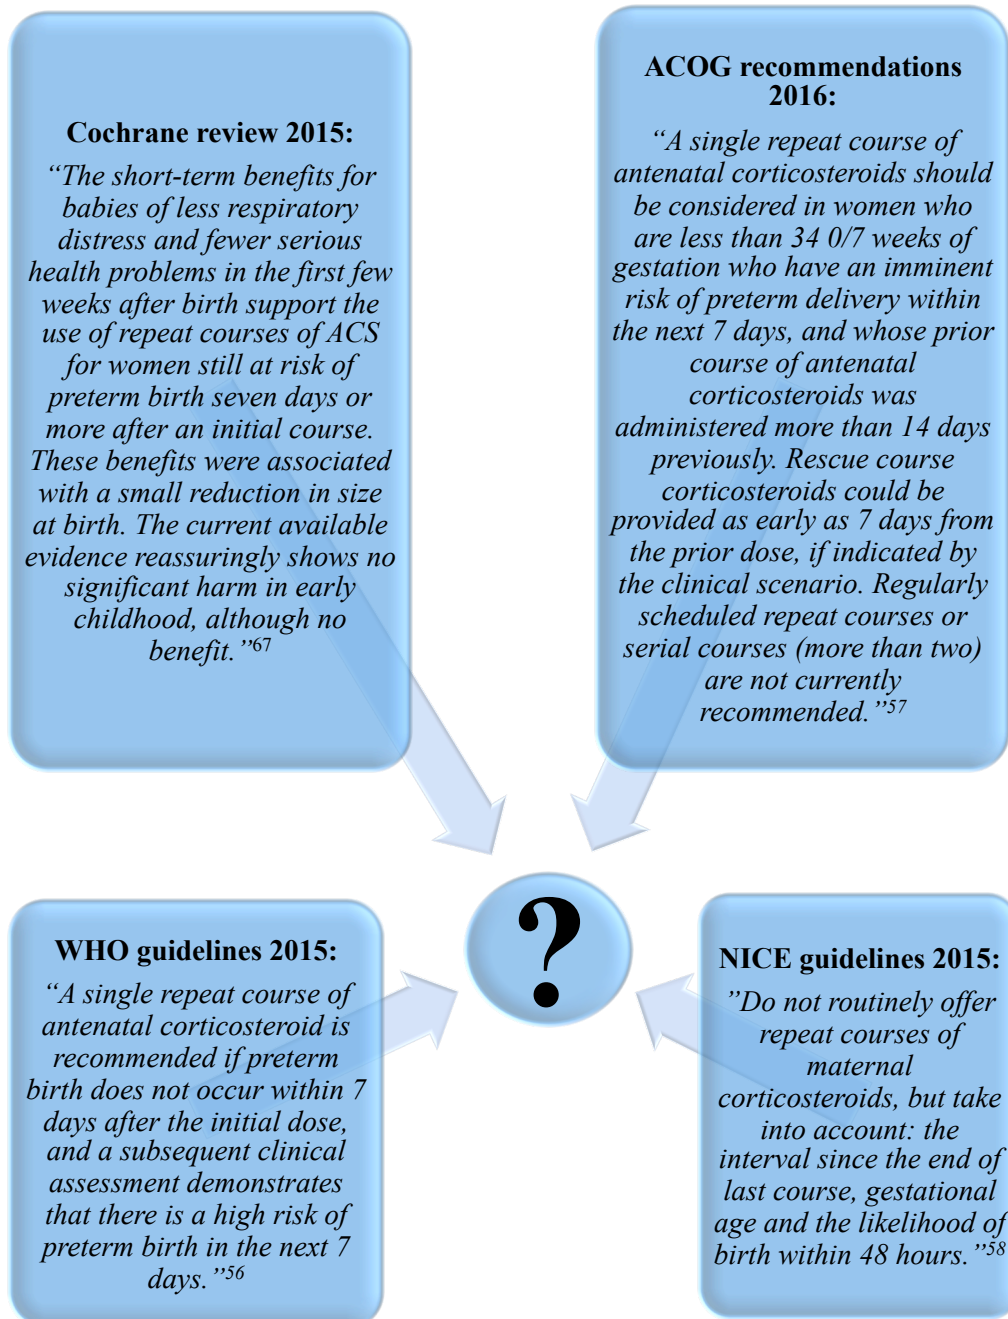 Cochrane review 2015:
“The short-term benefits for
babies of less respiratory
distress and fewer serious
health problems in the first few
weeks after birth support the
use of repeat courses of ACS
for women still at risk of
preterm birth seven days or
more after an initial course.
These benefits were associated
with a small reduction in size
at birth. The current available
evidence reassuringly shows no
significant harm in early
childhood, although no
benefit.”67
ACOG recommendations
2016:
“A single repeat course of
antenatal corticosteroids should
be considered in women who
are less than 34 0/7 weeks of
gestation who have an imminent
risk of preterm delivery within
the next 7 days, and whose prior
course of antenatal
corticosteroids was
administered more than 14 days
previously. Rescue course
corticosteroids could be
provided as early as 7 days from
the prior dose, if indicated by
the clinical scenario. Regularly
scheduled repeat courses or
serial courses (more than two)
are not currently
recommended.”57
?
WHO guidelines 2015:
“A single repeat course of
antenatal corticosteroid is
recommended if preterm
birth does not occur within 7
days after the initial dose,
and a subsequent clinical
assessment demonstrates
that there is a high risk of
preterm birth in the next 7
days.”56
NICE guidelines 2015:
”Do not routinely offer
repeat courses of
maternal
corticosteroids, but take
into account: the
interval since the end of
last course, gestational
age and the likelihood of
birth within 48 hours.”58